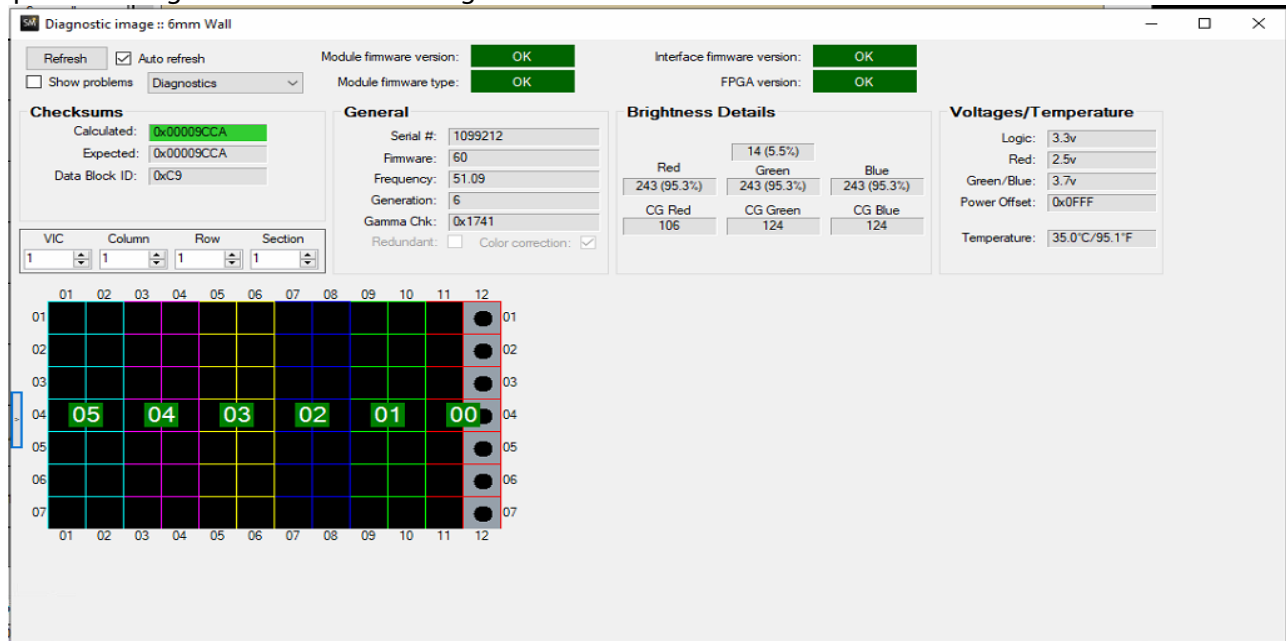 SM Diagnostic image :: 6mm Wall
Refresh Auto refresh Module firmware version: OK Interface firmware version: OK
Show problems Diagnostics Module firmware type: OK FPGA version: OK
Checksums General Brightness Details Voltages/Temperature
Calculated: 0x00009CCA Serial #: 1099212 14 (5.5%) Logic: 3.3v
Expected: 0x00009CCA Firmware: 60 Red Green Blue Red: 2.5v
Data Block ID: 0xC9 Frequency: 51.09 243 (95.3%) 243 (95.3%) 243 (95.3%) Green/Blue: 3.7v
Generation: 6 CG Red CG Green CG Blue Power Offset: 0x0FFF
Gamma Chk: 0x1741 106 124 124
VIC Column Row Section Redundant: Color correction: Temperature: 35.0°C/95.1°F
1 1 1 1
01 02 03 04 05 06 07 08 09 10 11 12
01 01
02 02
03 03
04 05 04 03 02 01 00 04
05 05
06 06
07 07
01 02 03 04 05 06 07 08 09 10 11 12